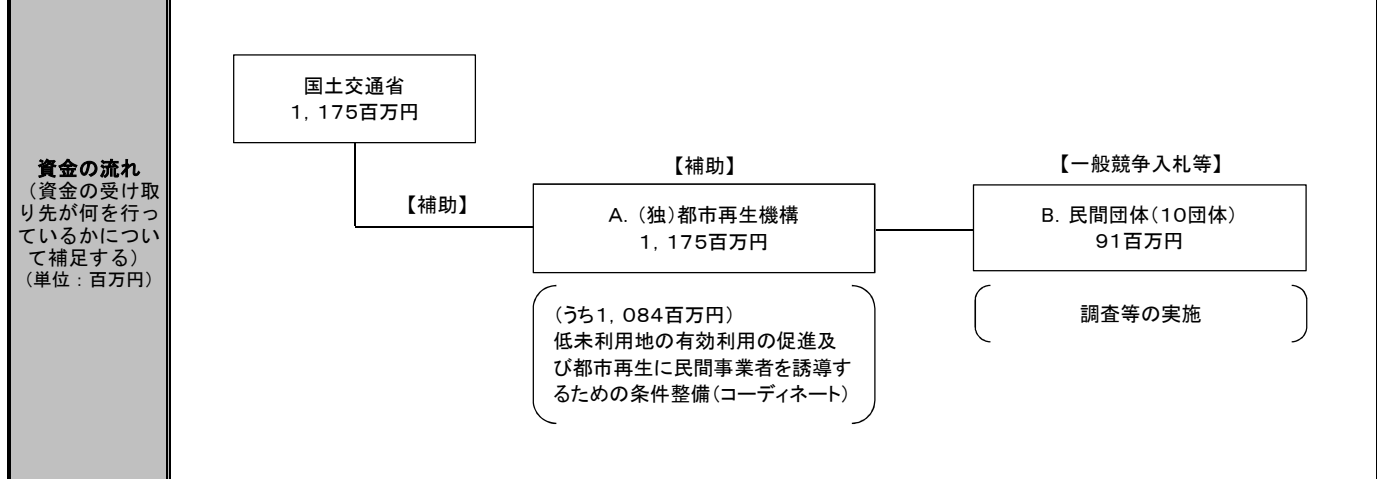 資金の流れ
（資金の受け取
り先が何を行っ
ているかについ
て補足する）
（単位：百万円）
国土交通省
１，１７５百万円
【補助】
【補助】
Ａ．（独）都市再生機構
１，１７５百万円
（うち１，０８４百万円）
低未利用地の有効利用の促進及
び都市再生に民間事業者を誘導す
るための条件整備（コーディネート）
【一般競争入札等】
Ｂ．民間団体（１０団体）
９１百万円
調査等の実施